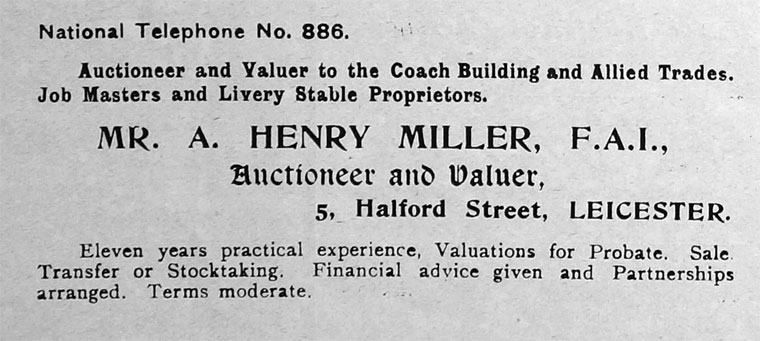 National Telephone No. 886.
Auctioneer and Valuer to the Coach Building and Allied Trades.
Job Masters and Livery Stable Proprietors.
MR. A. HENRY MILLER, F.A.I.,
Auctioneer and Valuer,
5, Halford Street, LEICESTER.
Eleven years practical experience, Valuations for Probate. Sale
Transfer or Stocktaking. Financial advice given and Partnerships
arranged. Terms moderate.